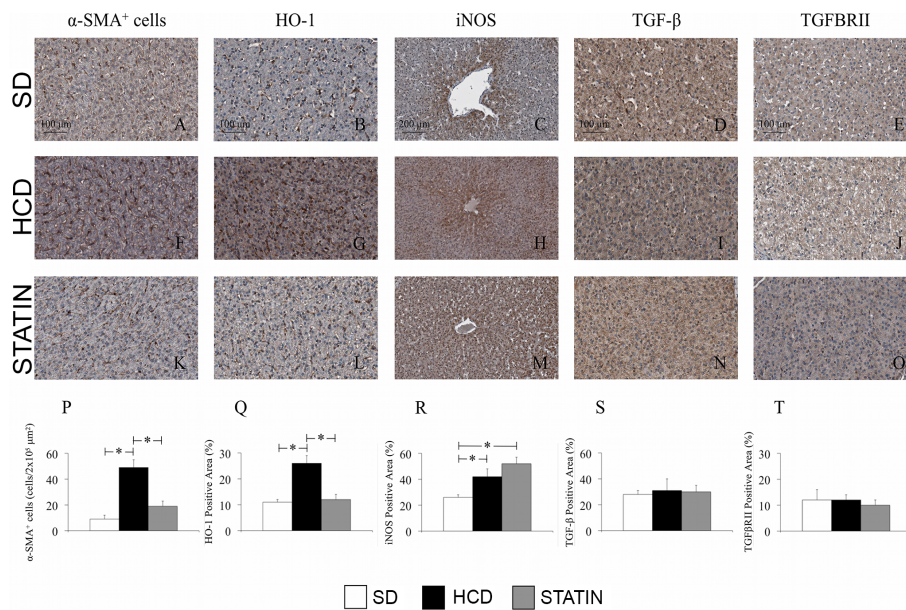 α-SMA⁺ cells HO-1 iNOS TGF-β TGFBRII
SD
100 μm A 100 μm B 200 μm C 100 μm D 100 μm E
HCD
F G H I J
STATIN
K L M N O
P Q R S T
α-SMA⁺ cells (cells/2x10⁵ μm²)
60
40
20
0
* *
HO-1 Positive Area (%)
30
20
10
0
* *
iNOS Positive Area (%)
60
40
20
0
* *
TGF-β Positive Area (%)
60
40
20
0
TGFβRII Positive Area (%)
30
20
10
0
SD HCD STATIN